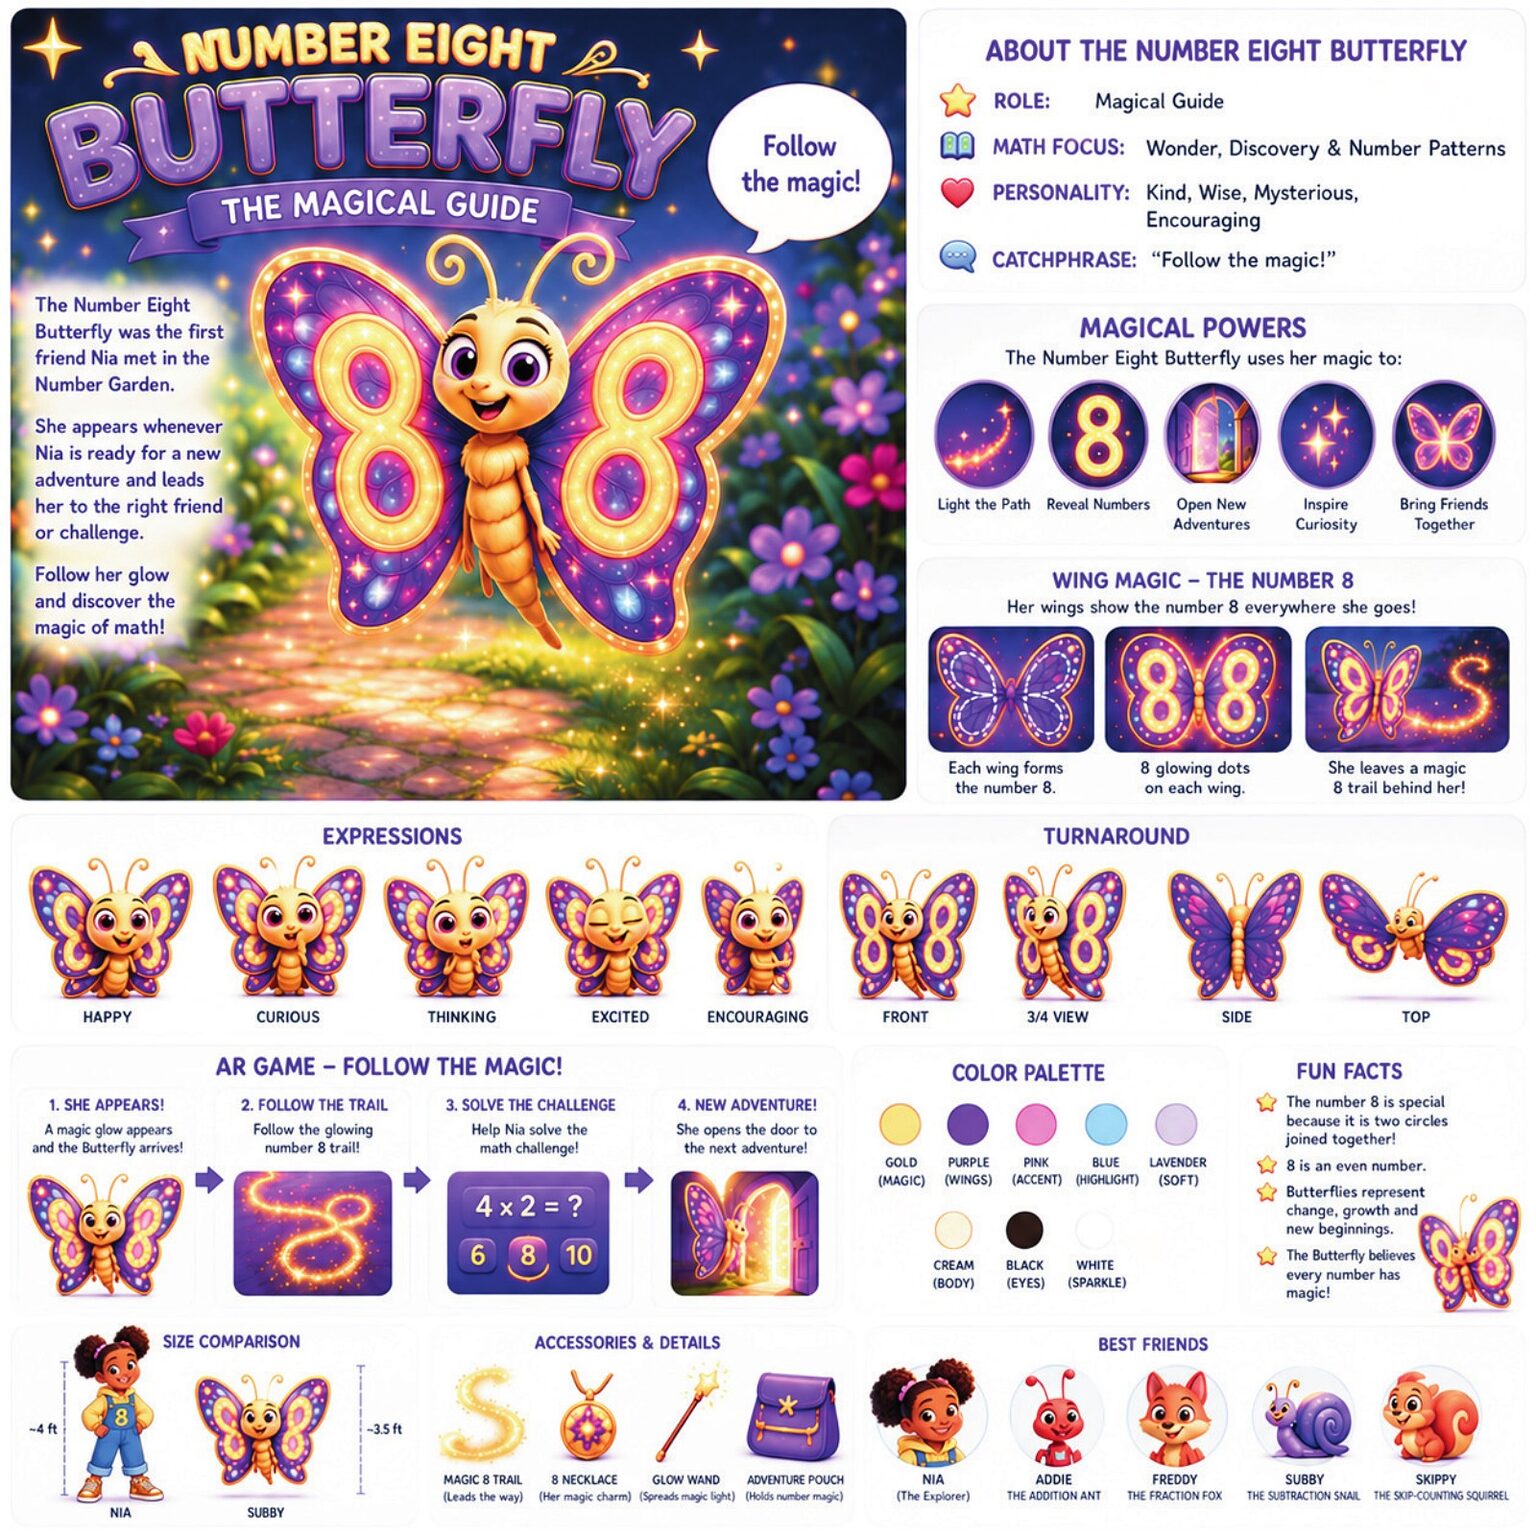 NUMBER EIGHT
BUTTERFLY
THE MAGICAL GUIDE
Follow
the magic!
The Number Eight
Butterfly was the first
friend Nia met in the
Number Garden.
She appears whenever
Nia is ready for a new
adventure and leads
her to the right friend
or challenge.
Follow her glow
and discover the
magic of math!
8 8
ABOUT THE NUMBER EIGHT BUTTERFLY
ROLE: Magical Guide
MATH FOCUS: Wonder, Discovery & Number Patterns
PERSONALITY: Kind, Wise, Mysterious,
Encouraging
CATCHPHRASE: “Follow the magic!”
MAGICAL POWERS
The Number Eight Butterfly uses her magic to:
8
Light the Path
Reveal Numbers
Open New
Adventures
Inspire
Curiosity
Bring Friends
Together
WING MAGIC – THE NUMBER 8
Her wings show the number 8 everywhere she goes!
8 8
8 8 S
Each wing forms
the number 8.
8 glowing dots
on each wing.
She leaves a magic
8 trail behind her!
EXPRESSIONS
HAPPY
CURIOUS
THINKING
EXCITED
ENCOURAGING
TURNAROUND
8 8
8 8
FRONT
3/4 VIEW
SIDE
TOP
AR GAME – FOLLOW THE MAGIC!
1. SHE APPEARS!
A magic glow appears
and the Butterfly arrives!
2. FOLLOW THE TRAIL
Follow the glowing
number 8 trail!
8
3. SOLVE THE CHALLENGE
Help Nia solve the
math challenge!
4 x 2 = ?
6 8 10
4. NEW ADVENTURE!
She opens the door to
the next adventure!
COLOR PALETTE
GOLD
(MAGIC)
PURPLE
(WINGS)
PINK
(ACCENT)
BLUE
(HIGHLIGHT)
LAVENDER
(SOFT)
CREAM
(BODY)
BLACK
(EYES)
WHITE
(SPARKLE)
FUN FACTS
The number 8 is special
because it is two circles
joined together!
8 is an even number.
Butterflies represent
change, growth and
new beginnings.
The Butterfly believes
every number has
magic!
8 8
SIZE COMPARISON
~4 ft
8
~3.5 ft
NIA
SUBBY
ACCESSORIES & DETAILS
S
MAGIC 8 TRAIL
(Leads the way)
8 NECKLACE
(Her magic charm)
GLOW WAND
(Spreads magic light)
ADVENTURE POUCH
(Holds number magic)
BEST FRIENDS
NIA
(The Explorer)
ADDIE
THE ADDITION ANT
FREDDY
THE FRACTION FOX
SUBBY
THE SUBTRACTION SNAIL
SKIPPY
THE SKIP-COUNTING SQUIRREL